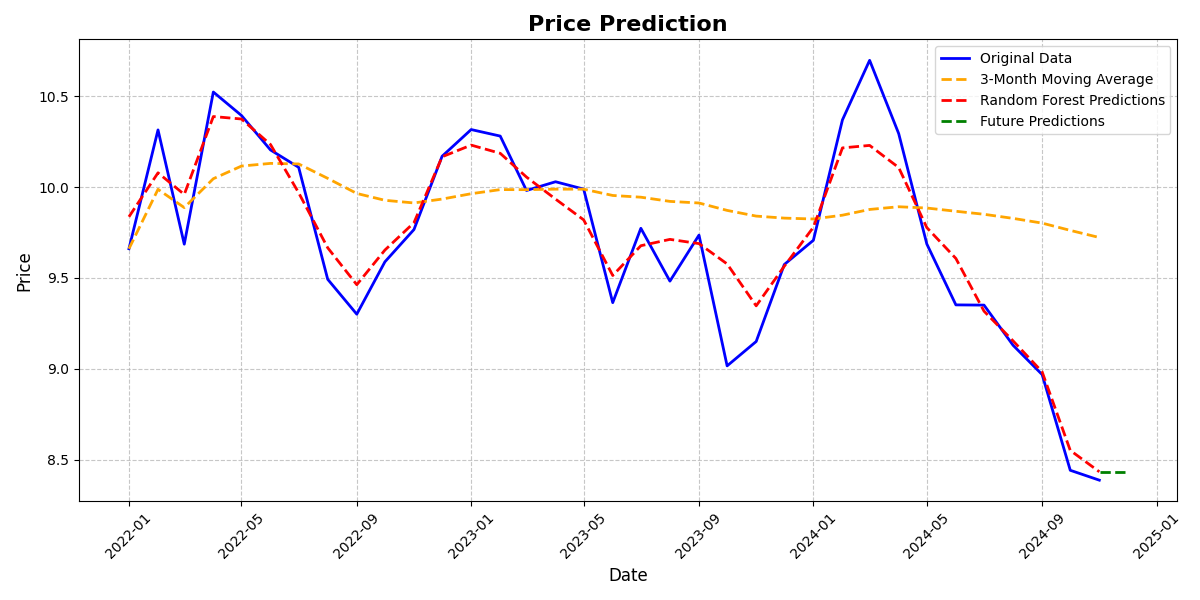 Price Prediction
Original Data
3-Month Moving Average
Random Forest Predictions
Future Predictions
Price
10.5
10.0
9.5
9.0
8.5
2022-01
2022-05
2022-09
2023-01
2023-05
2023-09
2024-01
2024-05
2024-09
2025-01
Date